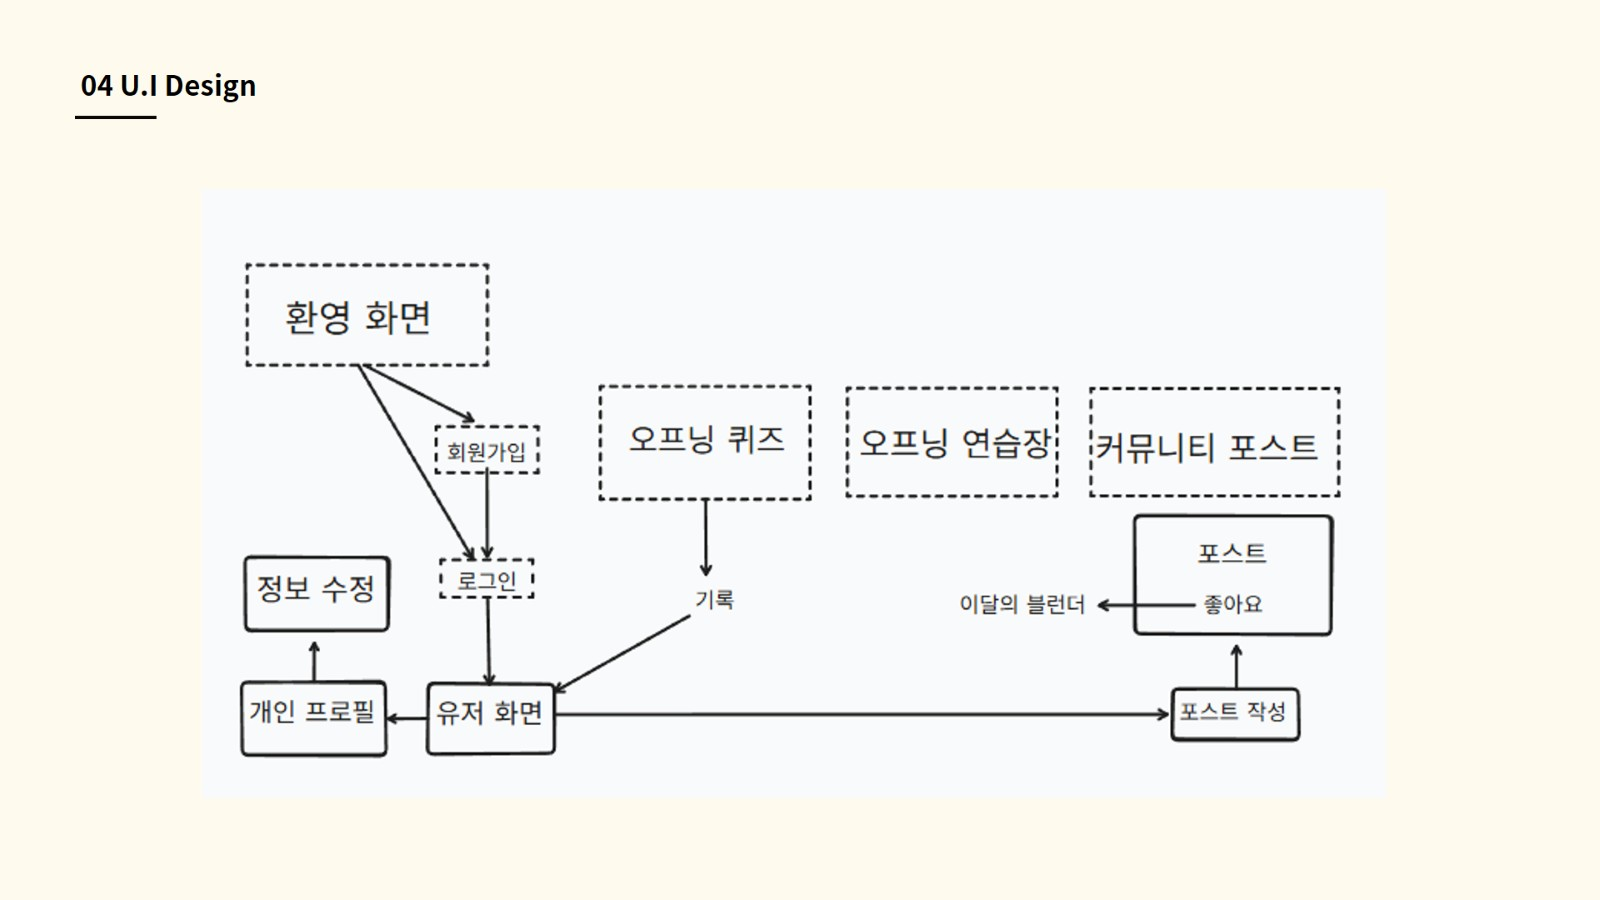 04 U.I Design
환영 화면
회원가입
오프닝 퀴즈
오프닝 연습장
커뮤니티 포스트
포스트
정보 수정
로그인
기록
이달의 블런더
좋아요
개인 프로필
유저 화면
포스트 작성